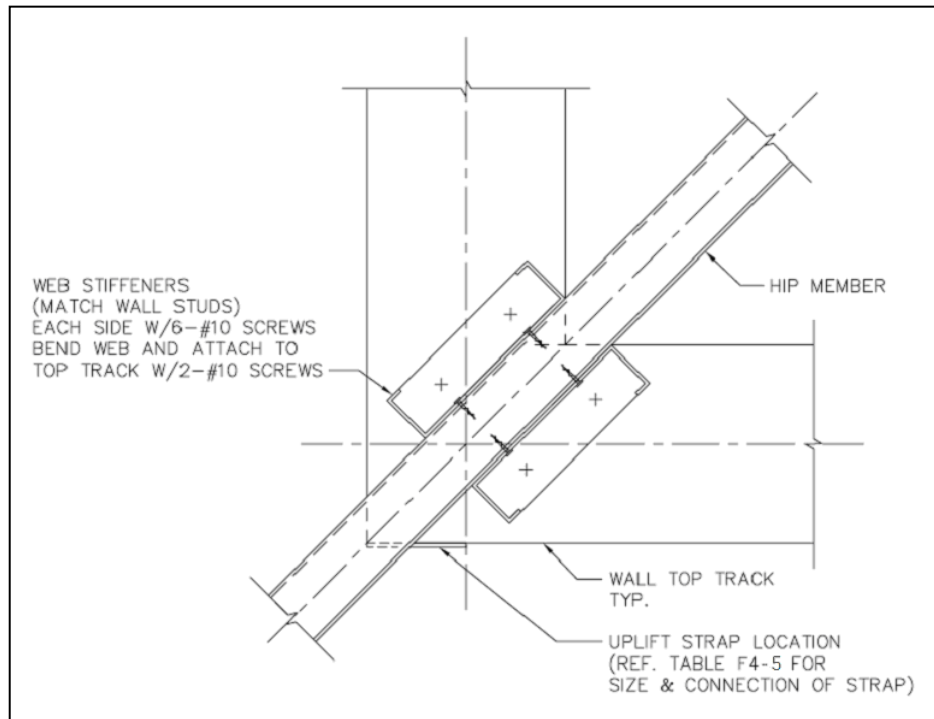 WEB STIFFENERS
(MATCH WALL STUDS)
EACH SIDE W/6-#10 SCREWS
BEND WEB AND ATTACH TO
TOP TRACK W/2-#10 SCREWS
HIP MEMBER
WALL TOP TRACK
TYP.
UPLIFT STRAP LOCATION
(REF. TABLE F4-5 FOR
SIZE & CONNECTION OF STRAP)